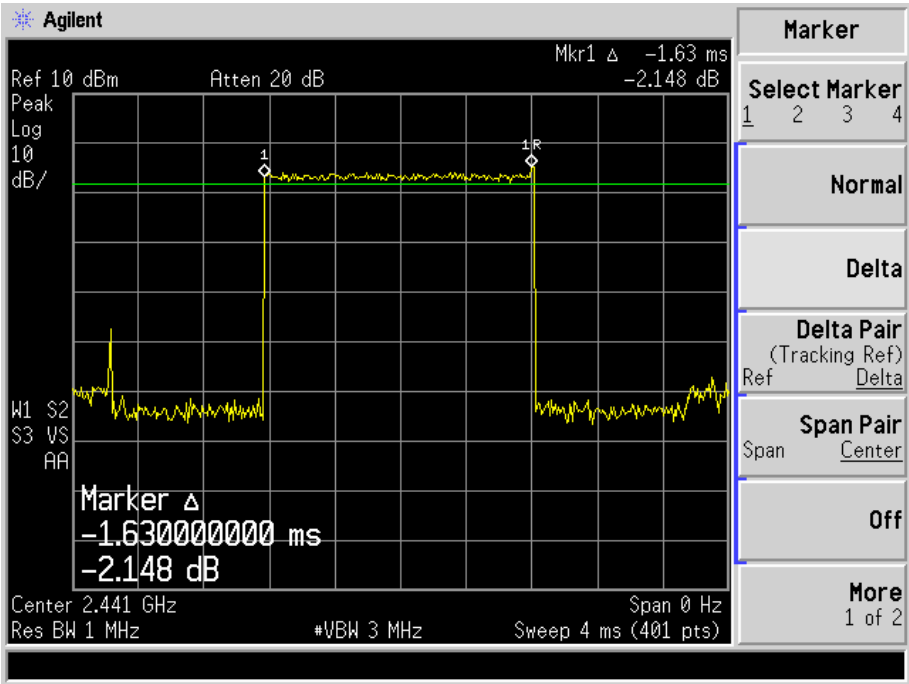 Agilent
Mkr1 Δ −1.63 ms
Ref 10 dBm Atten 20 dB −2.148 dB
Peak
Log
10
dB/
1
1R
W1 S2
S3 VS
AA
Marker Δ
−1.630000000 ms
−2.148 dB
Center 2.441 GHz Span 0 Hz
Res BW 1 MHz #VBW 3 MHz Sweep 4 ms (401 pts)
Marker
Select Marker
1 2 3 4
Normal
Delta
Delta Pair
(Tracking Ref)
Ref Delta
Span Pair
Span Center
Off
More
1 of 2